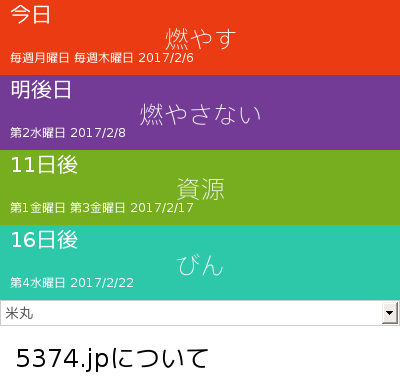 今日
燃やす
毎週月曜日 毎週木曜日 2017/2/6
明後日
燃やさない
第2水曜日 2017/2/8
11日後
資源
第1金曜日 第3金曜日 2017/2/17
16日後
びん
第4水曜日 2017/2/22
米丸
5374.jpについて